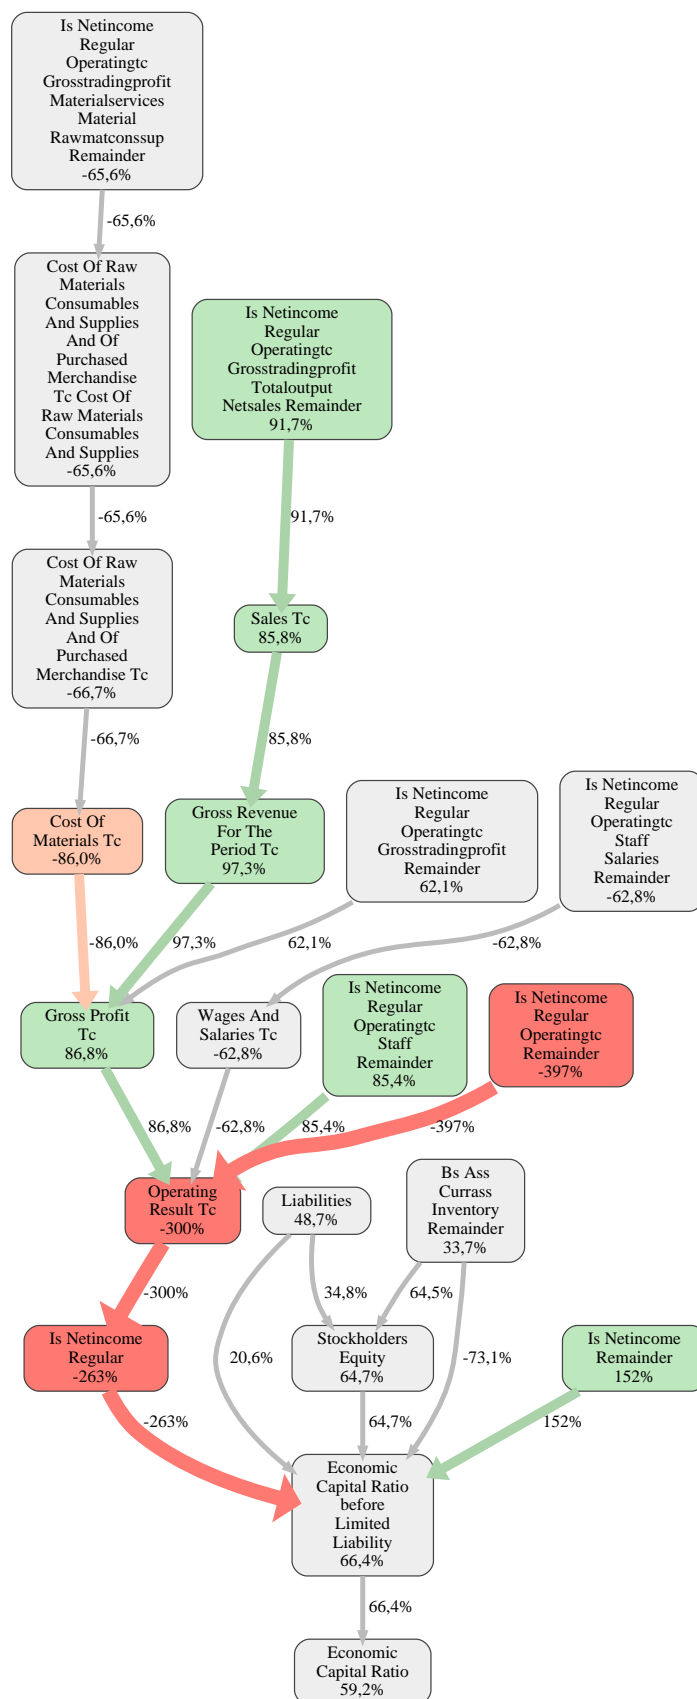 Is Netincome
Regular
Operatingtc
Grosstradingprofit
Materialservices
Material
Rawmatconssup
Remainder
-65,6%
-65,6%
Cost Of Raw
Materials
Consumables
And Supplies
And Of
Purchased
Merchandise
Tc Cost Of
Raw Materials
Consumables
And Supplies
-65,6%
Is Netincome
Regular
Operatingtc
Grosstradingprofit
Totaloutput
Netsales Remainder
91,7%
-65,6%
91,7%
Cost Of Raw
Materials
Consumables
And Supplies
And Of
Purchased
Merchandise Tc
-66,7%
Sales Tc
85,8%
-66,7%
85,8%
Cost Of
Materials Tc
-86,0%
Gross Revenue
For The
Period Tc
97,3%
Is Netincome
Regular
Operatingtc
Grosstradingprofit
Remainder
62,1%
Is Netincome
Regular
Operatingtc
Staff
Salaries
Remainder
-62,8%
-86,0%
97,3%
62,1%
-62,8%
Gross Profit
Tc
86,8%
Wages And
Salaries Tc
-62,8%
Is Netincome
Regular
Operatingtc
Staff
Remainder
85,4%
Is Netincome
Regular
Operatingtc
Remainder
-397%
86,8%
-62,8%
85,4%
-397%
Operating
Result Tc
-300%
Liabilities
48,7%
Bs Ass
Currass
Inventory
Remainder
33,7%
-300%
34,8%
64,5%
Is Netincome
Regular
-263%
20,6%
Stockholders
Equity
64,7%
-73,1%
Is Netincome
Remainder
152%
-263%
64,7%
152%
Economic
Capital Ratio
before
Limited
Liability
66,4%
66,4%
Economic
Capital Ratio
59,2%